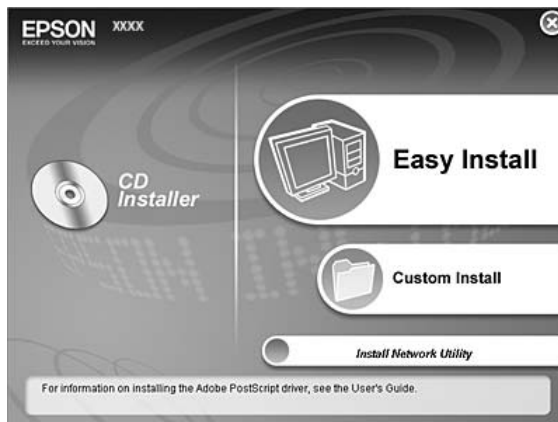 EPSON
XXXX
EXCEED YOUR VISION
Easy Install
CD
Installer
Custom Install
Install Network Utility
For information on installing the Adobe PostScript driver, see the User's Guide.